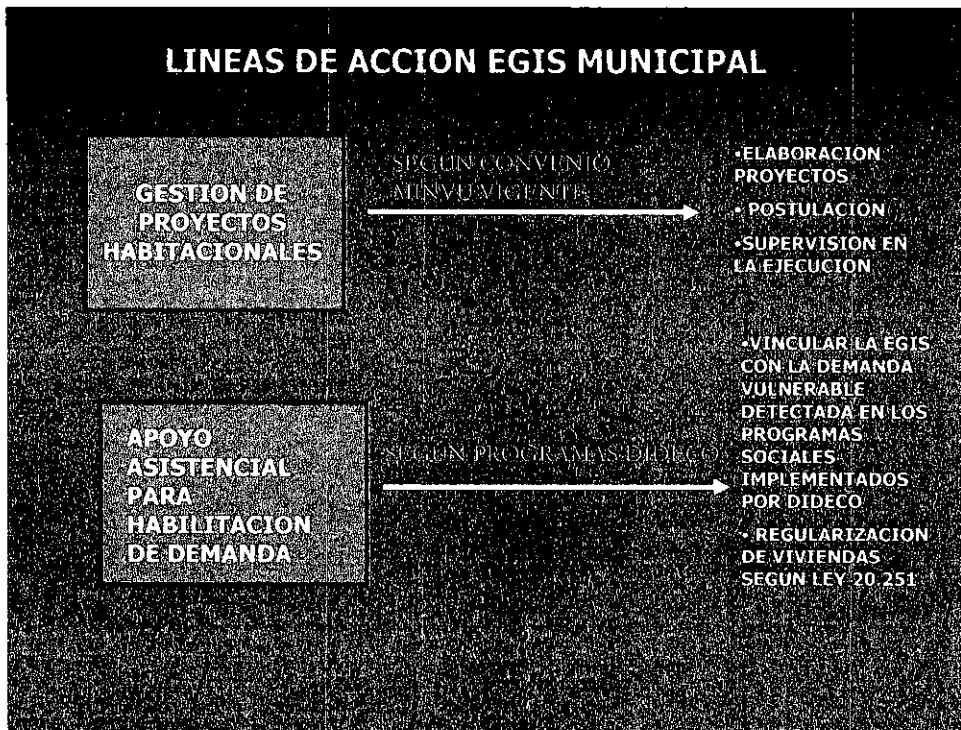 LINEAS DE ACCION EGIS MUNICIPAL
GESTION DE
PROYECTOS
HABITACIONALES
SEGUN CONVENIO
MINVU VIGENTE
•ELABORACION
PROYECTOS
• POSTULACION
•SUPERVISION EN
LA EJECUCION
APOYO
ASISTENCIAL
PARA
HABILITACION
DE DEMANDA
SEGUN PROGRAMAS DIDECO
•VINCULAR LA EGIS
CON LA DEMANDA
VULNERABLE
DETECTADA EN LOS
PROGRAMAS
SOCIALES
IMPLEMENTADOS
POR DIDECO
• REGULARIZACION
DE VIVIENDAS
SEGUN LEY 20 251